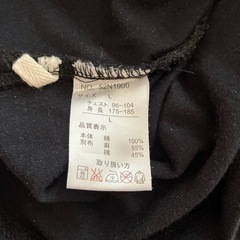 NO. 52N1900
サイズ L
チェスト 96-104
身長 175-185
L
品質表示
本体 綿 100%
別布 麻 55%
綿 45%
取り扱い方